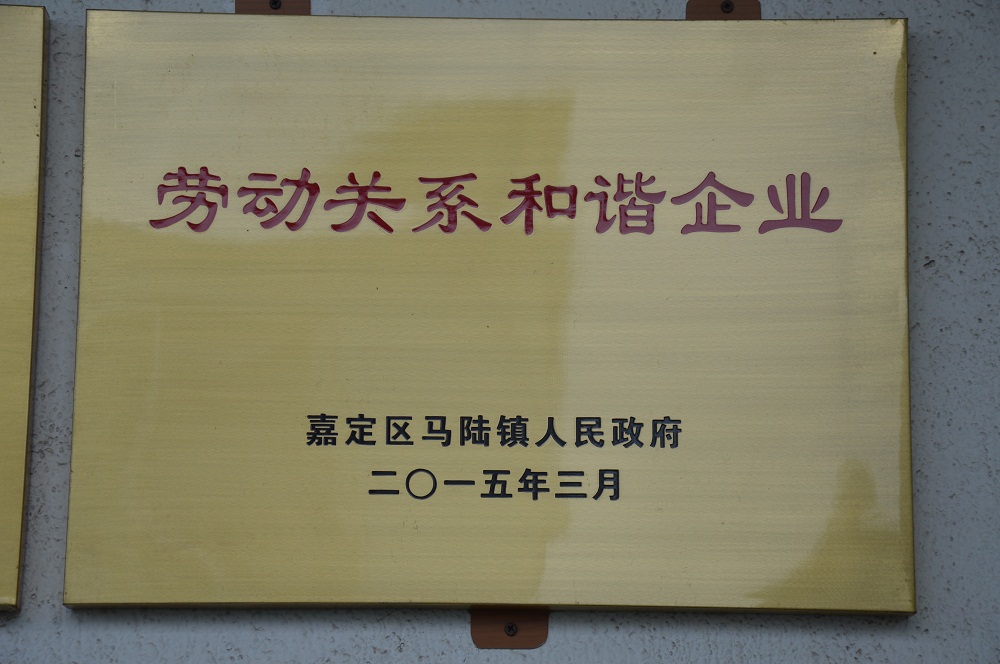 劳动关系和谐企业
嘉定区马陆镇人民政府
二〇一五年三月